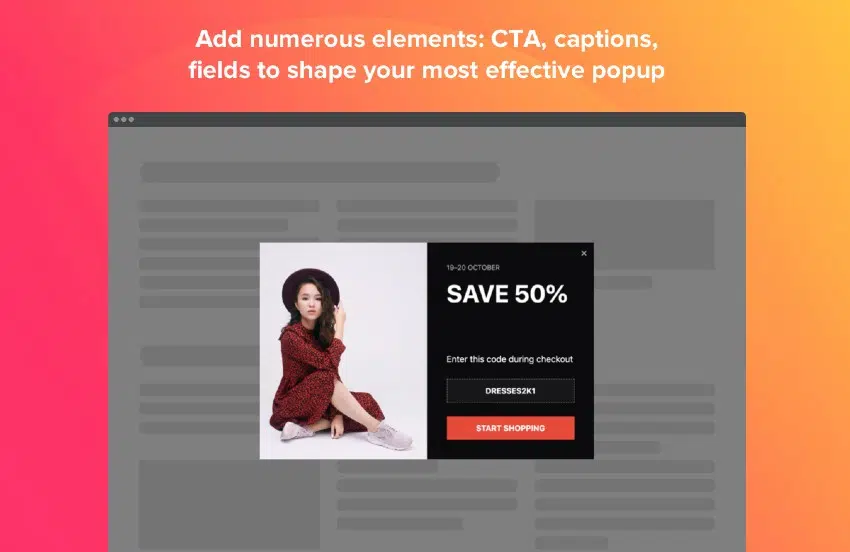 Add numerous elements: CTA, captions,
fields to shape your most effective popup
19–20 OCTOBER
SAVE 50%
Enter this code during checkout
DRESSES2K1
START SHOPPING